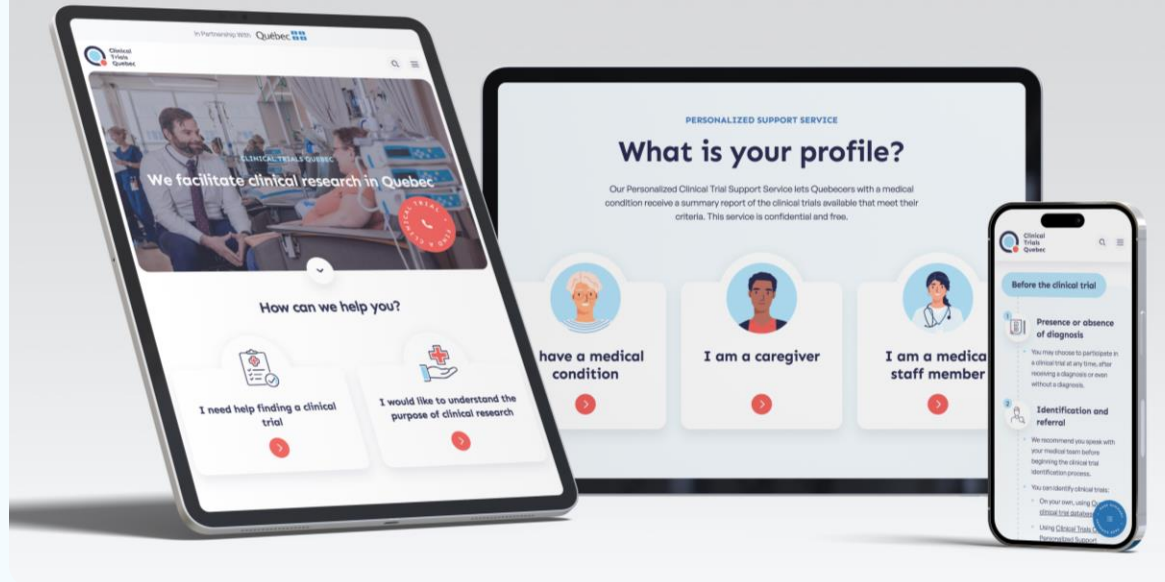 In Partnership With Québec
Clinical
Trials
Quebec
CLINICAL TRIALS QUEBEC
We facilitate clinical research in Quebec
FIND A CLINICAL TRIAL
How can we help you?
I need help finding a clinical
trial
I would like to understand the
purpose of clinical research
PERSONALIZED SUPPORT SERVICE
What is your profile?
Our Personalized Clinical Trial Support Service lets Quebecers with a medical
condition receive a summary report of the clinical trials available that meet their
criteria. This service is confidential and free.
have a medical
condition
I am a caregiver
I am a medica
staff member
Clinical
Trials
Quebec
Before the clinical trial
1
Presence or absence
of diagnosis
You may choose to participate in
a clinical trial at any time, after
receiving a diagnosis or even
without a diagnosis.
2
Identification and
referral
We recommend you speak with
your medical team before
beginning the clinical trial
identification process.
You can identify clinical trials:
On your own, using
clinical trial database
Using Clinical Trials
Personalized Support